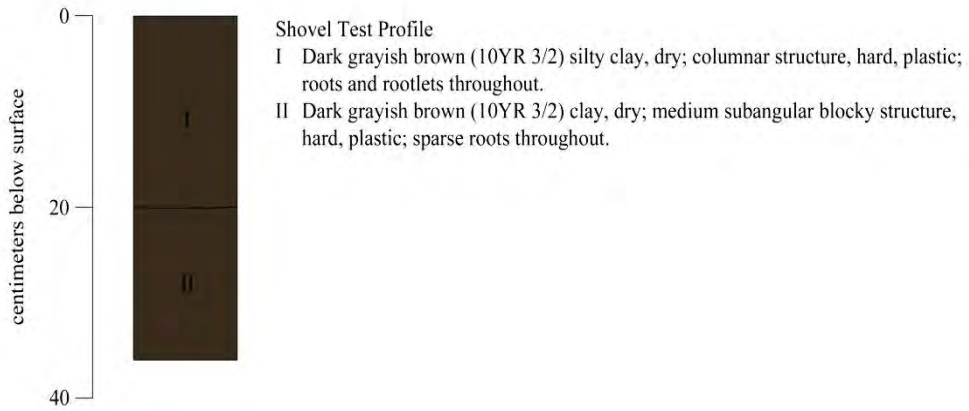 Shovel Test Profile
I Dark grayish brown (10YR 3/2) silty clay, dry; columnar structure, hard, plastic;
roots and rootlets throughout.
II Dark grayish brown (10YR 3/2) clay, dry; medium subangular blocky structure,
hard, plastic; sparse roots throughout.
centimeters below surface
0
20
40
I
II